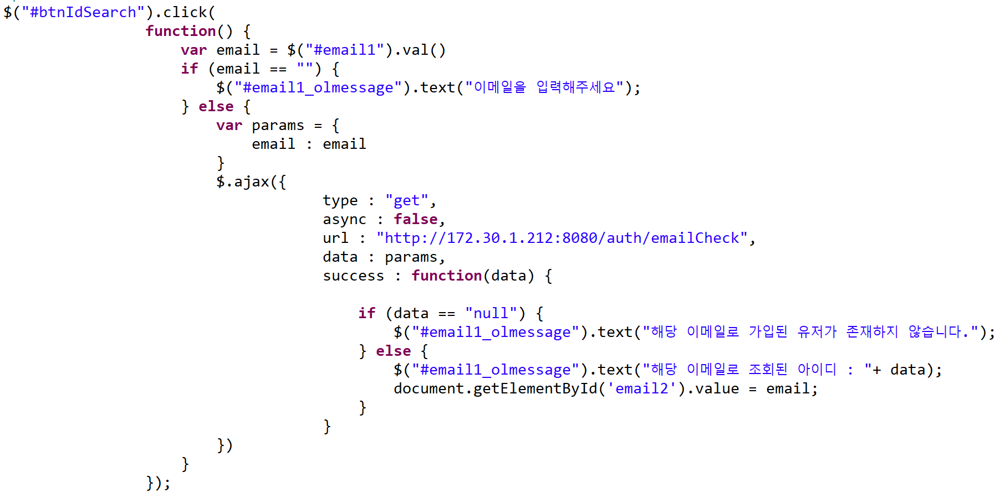 $("#btnIdSearch").click(
function() {
var email = $("#email1").val()
if (email == "") {
$("#email1_olmessage").text("이메일을 입력해주세요");
} else {
var params = {
email : email
}
$.ajax({
type : "get",
async : false,
url : "http://172.30.1.212:8080/auth/emailCheck",
data : params,
success : function(data) {
if (data == "null") {
$("#email1_olmessage").text("해당 이메일로 가입된 유저가 존재하지 않습니다.");
} else {
$("#email1_olmessage").text("해당 이메일로 조회된 아이디 : "+ data);
document.getElementById('email2').value = email;
}
}
})
}
});